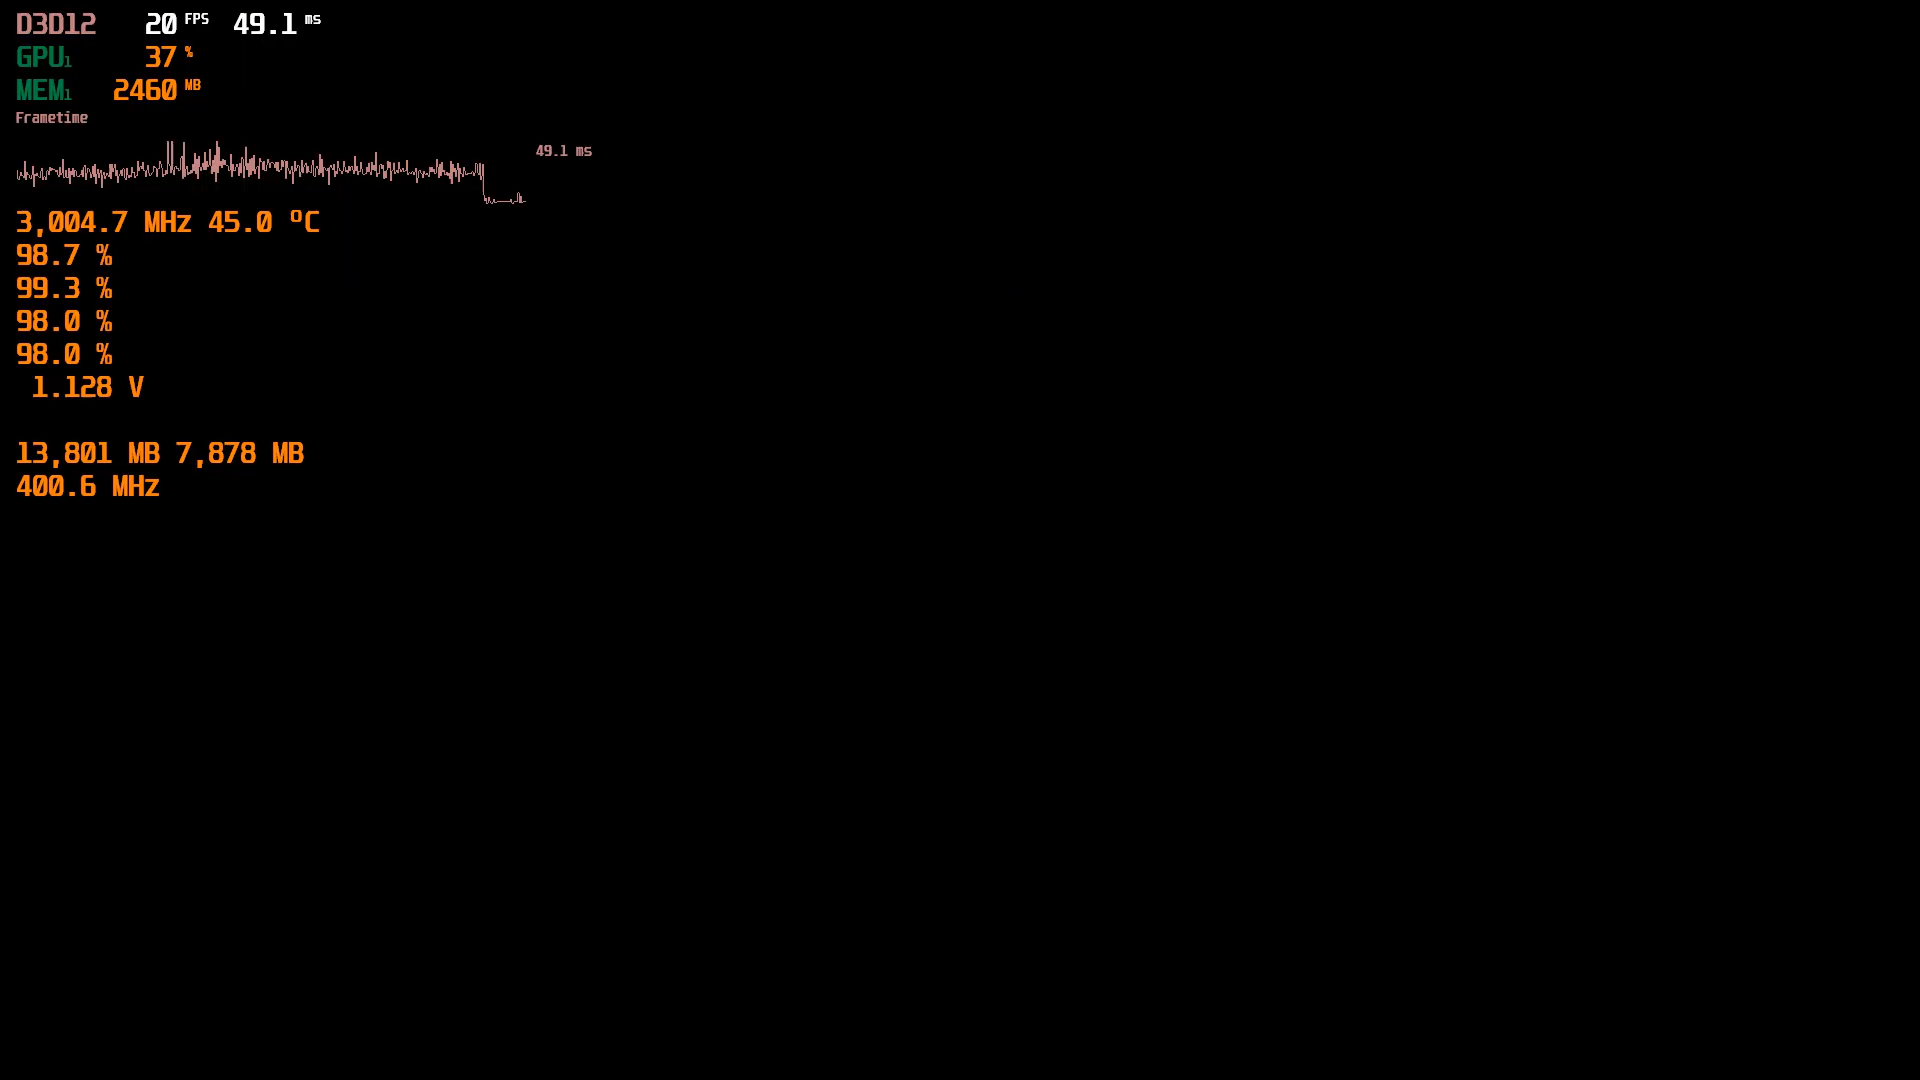 D3D12 20 FPS 49.1 ms
GPU1 37 %
MEM1 2460 MB
Frametime
49.1 ms
3,004.7 MHz 45.0 ºC
98.7 %
99.3 %
98.0 %
98.0 %
1.128 V
13,801 MB 7,878 MB
400.6 MHz